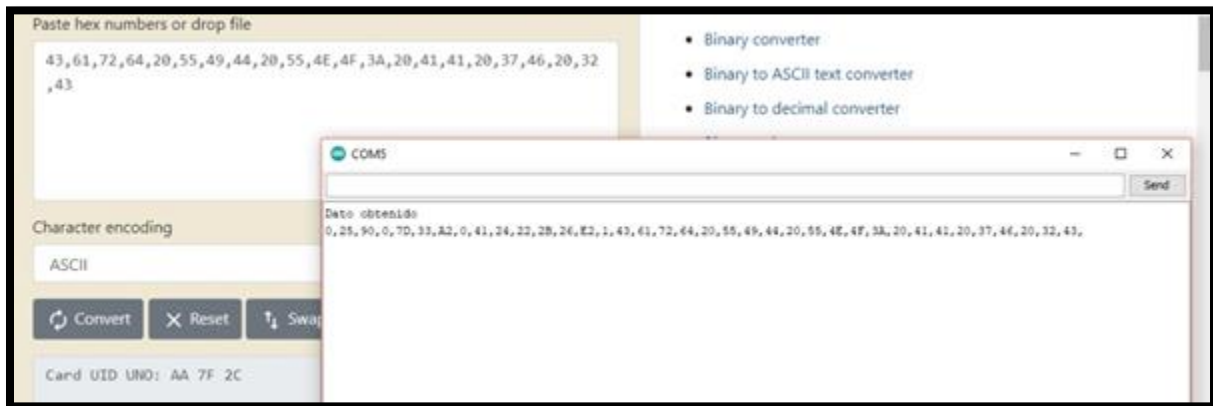 Paste hex numbers or drop file
43,61,72,64,20,55,49,44,20,55,4E,4F,3A,20,41,41,20,37,46,20,32
,43
Binary converter
Binary to ASCII text converter
Binary to decimal converter
COM5
Send
Dato obtenido
0,25,90,0,7D,33,A2,0,41,24,22,2B,26,E2,1,43,61,72,64,20,55,49,44,20,55,4E,4F,3A,20,41,41,20,37,46,20,32,43,
Character encoding
ASCII
Convert
Reset
Swap
Card UID UNO: AA 7F 2C